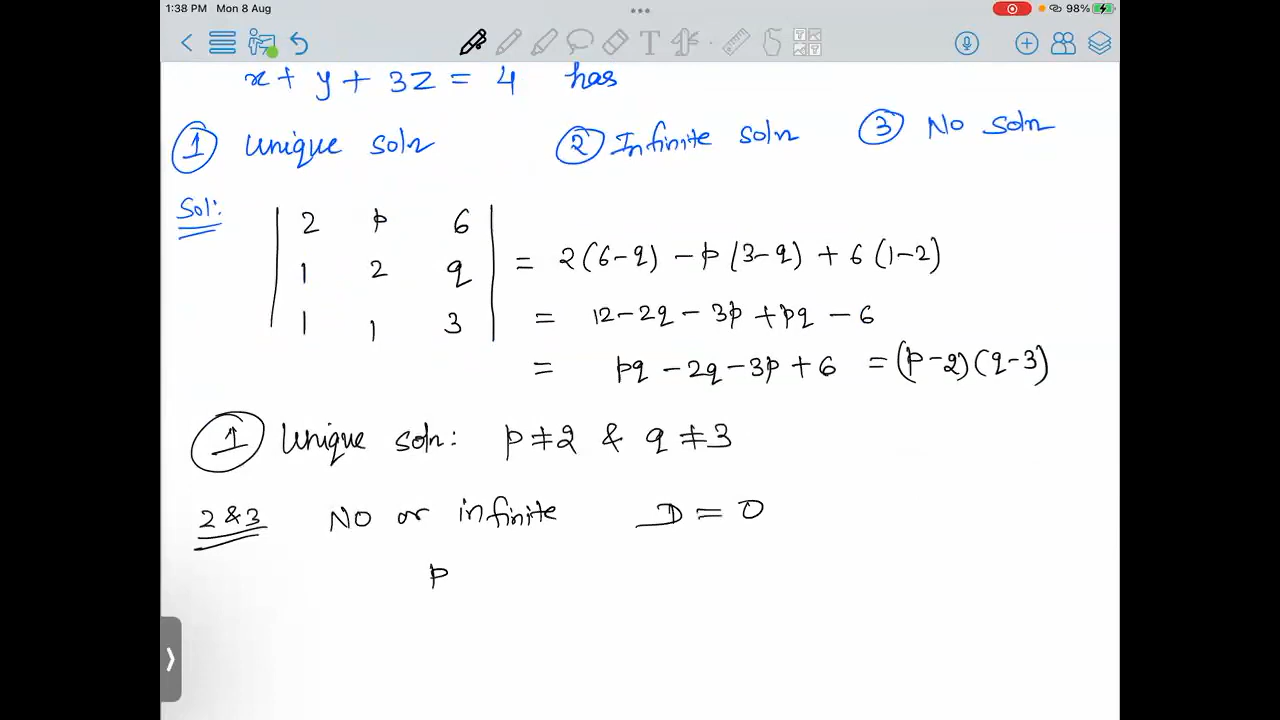 1:38 PM Mon 8 Aug
98%
T
x + y + 3z = 4 has
① Unique soln ② Infinite soln ③ No soln
Sol:
| 2 p 6 |
| 1 2 q | = 2(6-q) - p(3-q) + 6(1-2)
| 1 1 3 | = 12-2q - 3p + pq - 6
= pq - 2q - 3p + 6 = (p-2)(q-3)
① Unique soln: p≠2 & q≠3
2&3 No or infinite D = 0
p